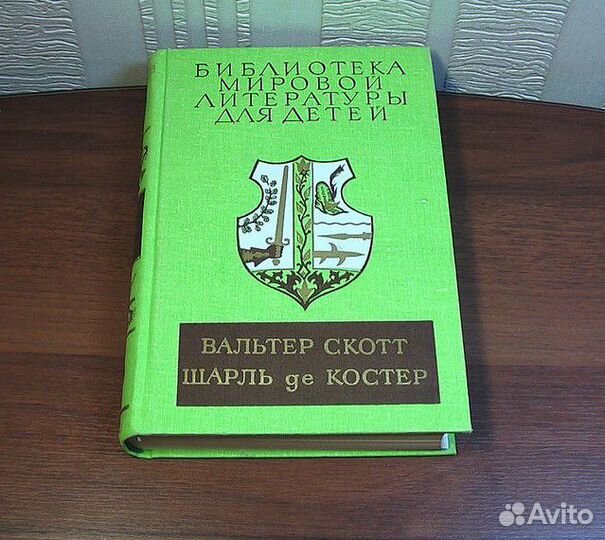 БИБЛИОТЕКА
МИРОВОЙ
ЛИТЕРАТУРЫ
ДЛЯ ДЕТЕЙ
ВАЛЬТЕР СКОТТ
ШАРЛЬ де КОСТЕР
Avito